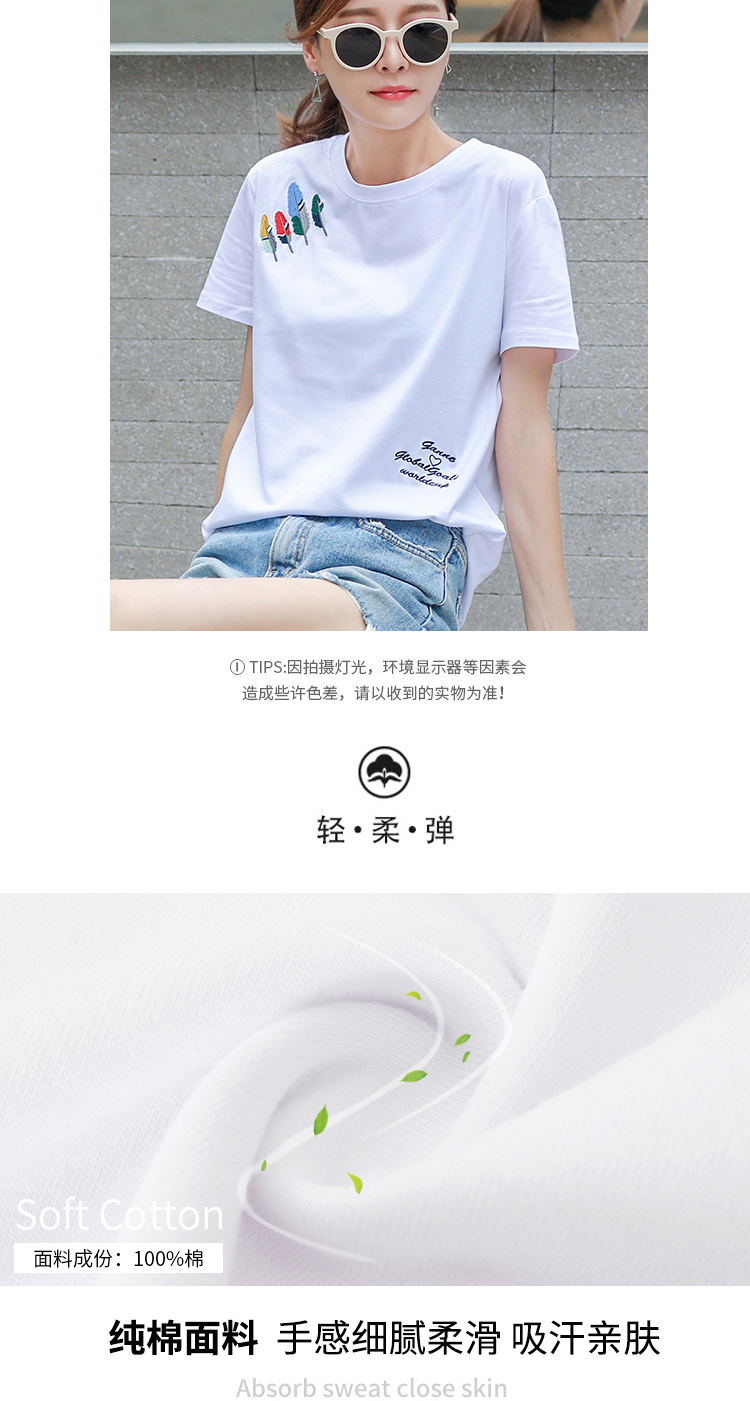 Ganno
GlobalGoal
worldcup
① TIPS:因拍摄灯光，环境显示器等因素会
造成些许色差，请以收到的实物为准！
轻·柔·弹
Soft Cotton
面料成份：100%棉
纯棉面料 手感细腻柔滑 吸汗亲肤
Absorb sweat close skin